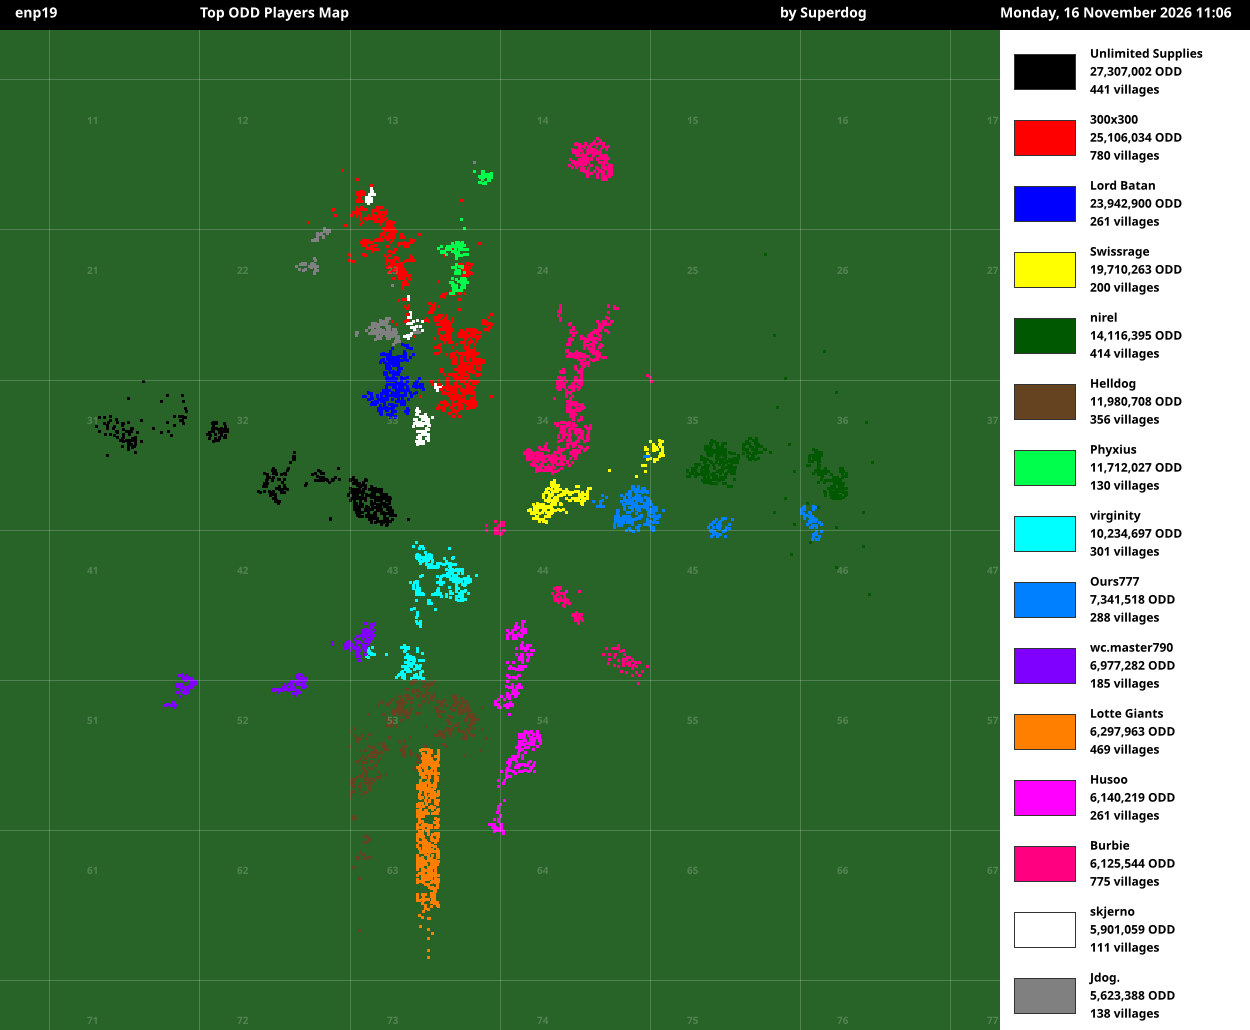 enp19 Top ODD Players Map by Superdog Monday, 16 November 2026 11:06
Unlimited Supplies
27,307,002 ODD
441 villages
300x300
25,106,034 ODD
780 villages
Lord Batan
23,942,900 ODD
261 villages
Swissrage
19,710,263 ODD
200 villages
nirel
14,116,395 ODD
414 villages
Helldog
11,980,708 ODD
356 villages
Phyxius
11,712,027 ODD
130 villages
virginity
10,234,697 ODD
301 villages
Ours777
7,341,518 ODD
288 villages
wc.master790
6,977,282 ODD
185 villages
Lotte Giants
6,297,963 ODD
469 villages
Husoo
6,140,219 ODD
261 villages
Burbie
6,125,544 ODD
775 villages
skjerno
5,901,059 ODD
111 villages
Jdog.
5,623,388 ODD
138 villages
11 12 13 14 15 16 17
21 22 23 24 25 26 27
31 32 33 34 35 36 37
41 42 43 44 45 46 47
51 52 53 54 55 56 57
61 62 63 64 65 66 67
71 72 73 74 75 76 77